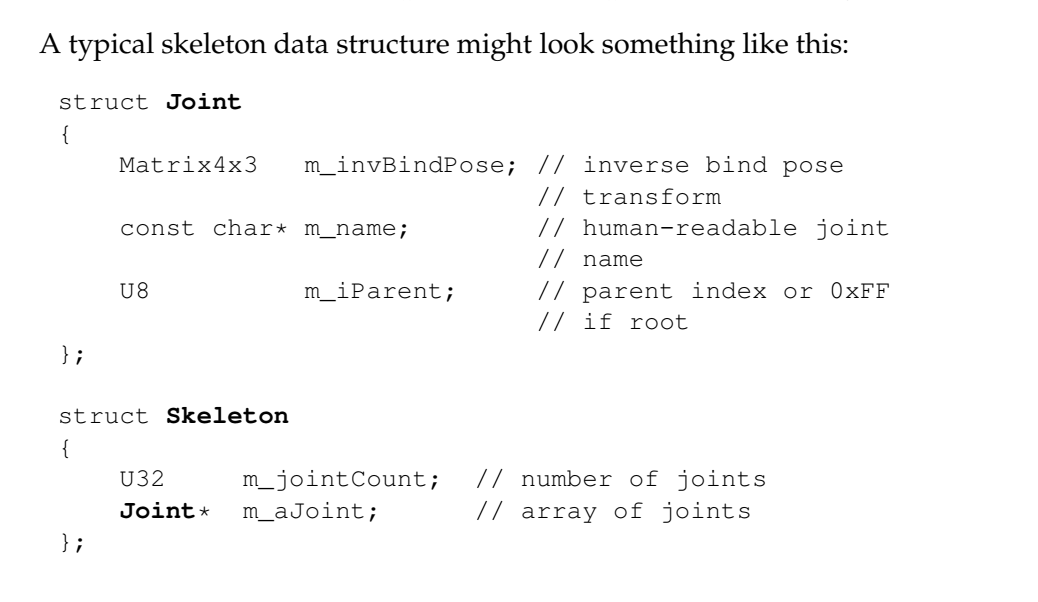 A typical skeleton data structure might look something like this:
struct Joint
{
    Matrix4x3   m_invBindPose; // inverse bind pose
                               // transform
    const char* m_name;        // human-readable joint
                               // name
    U8          m_iParent;     // parent index or 0xFF
                               // if root
};
struct Skeleton
{
    U32     m_jointCount;  // number of joints
    Joint*  m_aJoint;      // array of joints
};